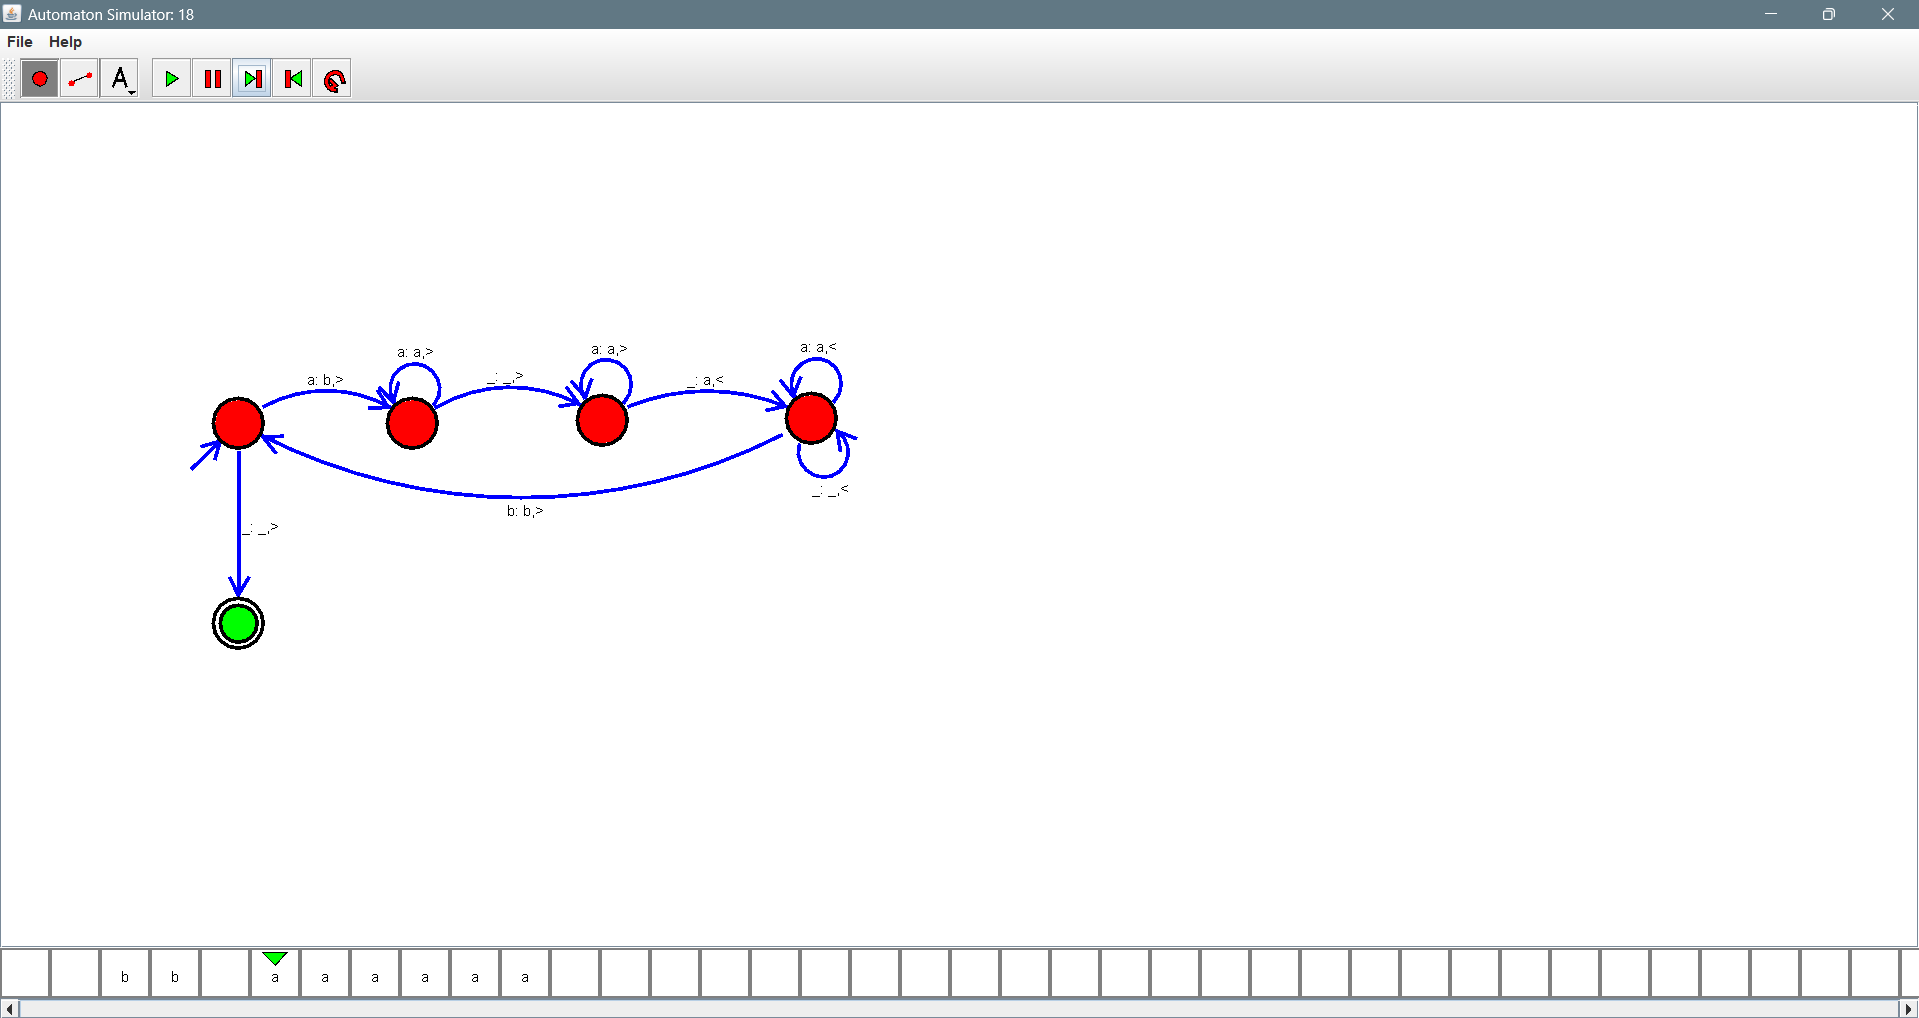 Automaton Simulator: 18
File Help
A
a: a,>
a: a,>
a: a,<
a: b,>
_: _,>
_: a,<
_: _,<
b: b,>
_: _,>
b b a a a a a a